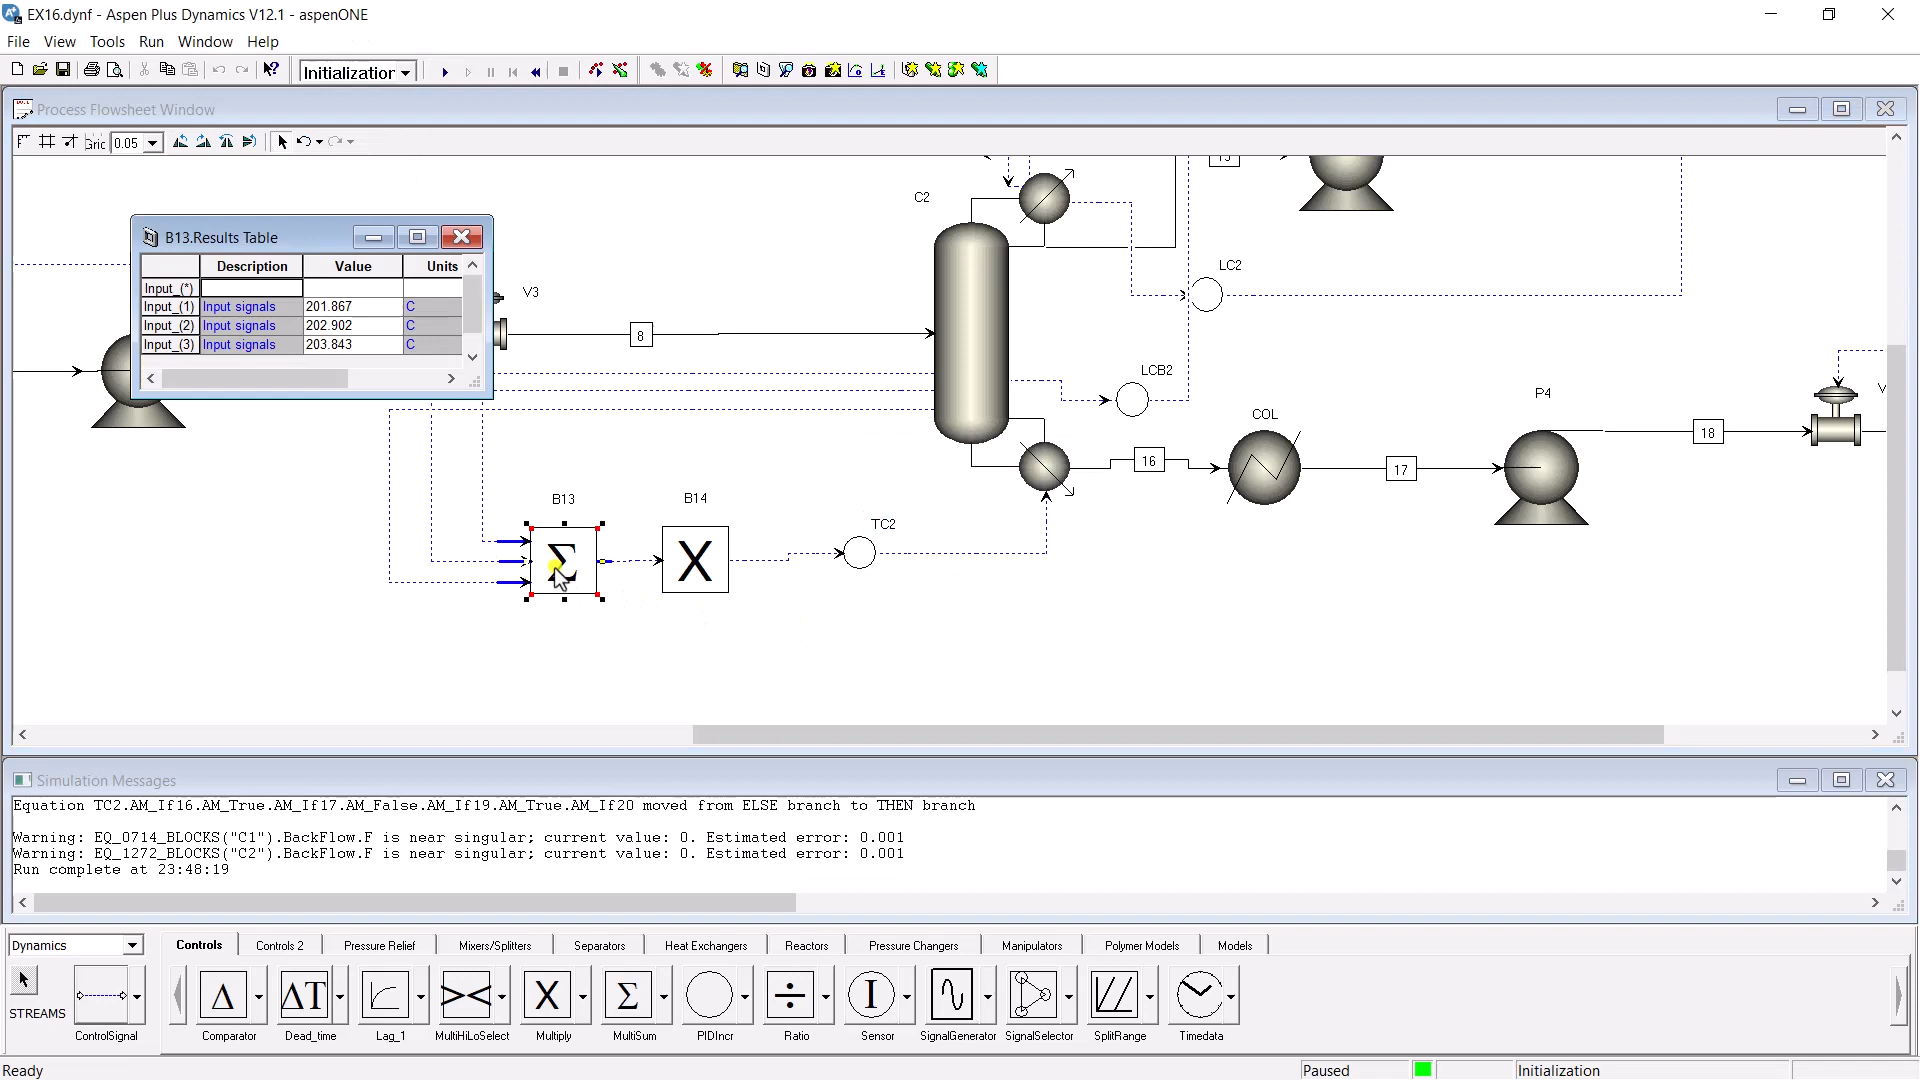 EX16.dynf - Aspen Plus Dynamics V12.1 - aspenONE
File View Tools Run Window Help
Initialization
Process Flowsheet Window
Gric 0.05
C2
B13.Results Table
Description Value Units
Input_(*)
Input_(1) Input signals 201.867 C
Input_(2) Input signals 202.902 C
Input_(3) Input signals 203.843 C
V3
8
LC2
LCB2
COL
P4
16
17
18
B13
B14
TC2
Σ
X
Simulation Messages
Equation TC2.AM_If16.AM_True.AM_If17.AM_False.AM_If19.AM_True.AM_If20 moved from ELSE branch to THEN branch
Warning: EQ_0714_BLOCKS("C1").BackFlow.F is near singular; current value: 0. Estimated error: 0.001
Warning: EQ_1272_BLOCKS("C2").BackFlow.F is near singular; current value: 0. Estimated error: 0.001
Run complete at 23:48:19
Dynamics
Controls Controls 2 Pressure Relief Mixers/Splitters Separators Heat Exchangers Reactors Pressure Changers Manipulators Polymer Models Models
Δ ΔT >< X Σ ÷ I
STREAMS
ControlSignal Comparator Dead_time Lag_1 MultiHiLoSelect Multiply MultiSum PIDIncr Ratio Sensor SignalGenerator SignalSelector SplitRange Timedata
Ready Paused Initialization